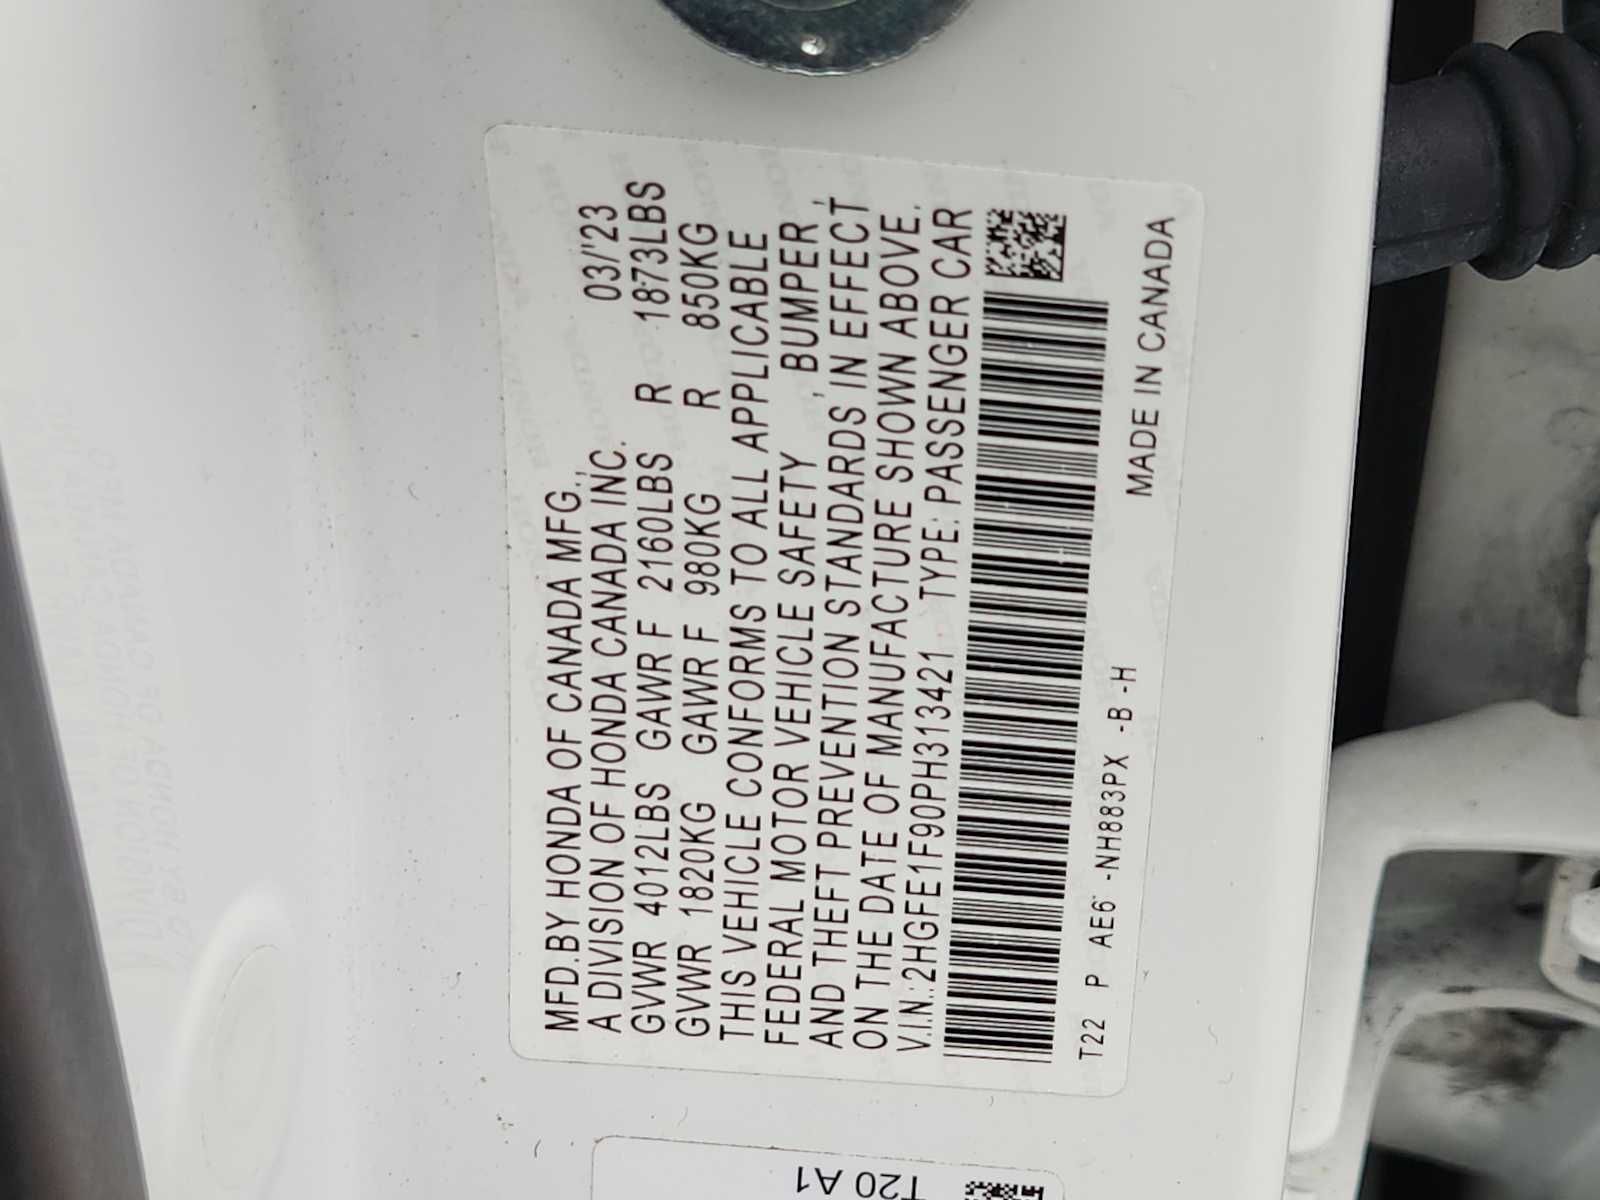 MFD.BY HONDA OF CANADA MFG.,
A DIVISION OF HONDA CANADA INC. 03/'23
GVWR 4012LBS GAWR F 2160LBS R 1873LBS
GVWR 1820KG GAWR F 980KG R 850KG
THIS VEHICLE CONFORMS TO ALL APPLICABLE
FEDERAL MOTOR VEHICLE SAFETY , BUMPER ,
AND THEFT PREVENTION STANDARDS IN EFFECT
ON THE DATE OF MANUFACTURE SHOWN ABOVE.
V.I.N.:2HGFE1F90PH313421 TYPE:PASSENGER CAR
T22 P AE6 -NH883PX -B -H MADE IN CANADA
T20 A1